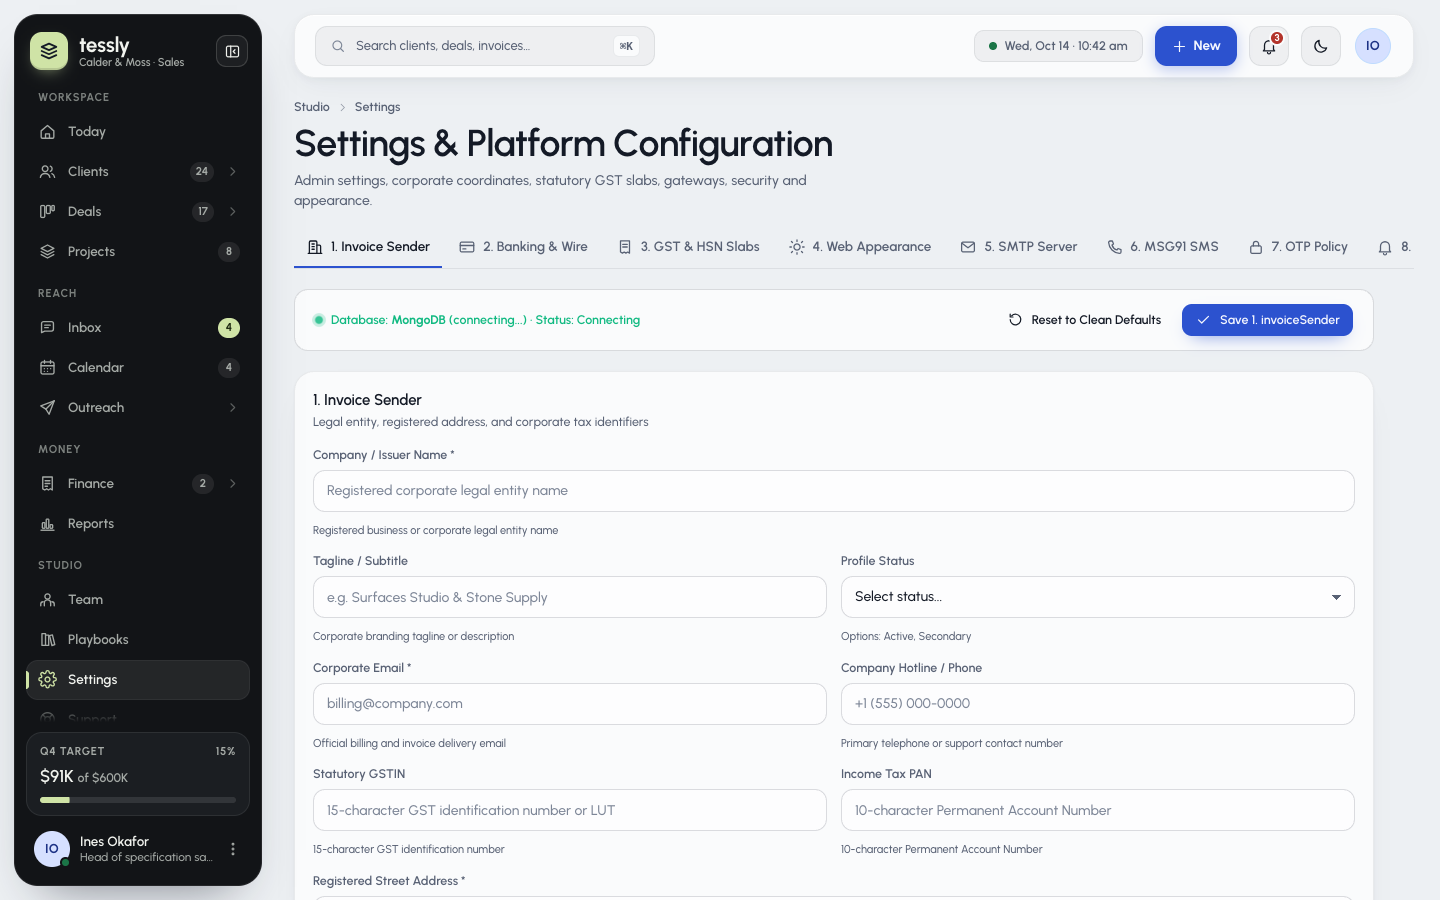 tessly
Calder & Moss · Sales
WORKSPACE
Today
Clients 24
Deals 17
Projects 8
REACH
Inbox 4
Calendar 4
Outreach
MONEY
Finance 2
Reports
STUDIO
Team
Playbooks
Settings
Support
Q4 TARGET 15%
$91K of $600K
IO
Ines Okafor
Head of specification sa...
Search clients, deals, invoices... ⌘K
Wed, Oct 14 · 10:42 am
New
3
IO
Studio > Settings
Settings & Platform Configuration
Admin settings, corporate coordinates, statutory GST slabs, gateways, security and
appearance.
1. Invoice Sender 2. Banking & Wire 3. GST & HSN Slabs 4. Web Appearance 5. SMTP Server 6. MSG91 SMS 7. OTP Policy 8.
Database: MongoDB (connecting...) · Status: Connecting
Reset to Clean Defaults
Save 1. invoiceSender
1. Invoice Sender
Legal entity, registered address, and corporate tax identifiers
Company / Issuer Name *
Registered corporate legal entity name
Registered business or corporate legal entity name
Tagline / Subtitle
e.g. Surfaces Studio & Stone Supply
Corporate branding tagline or description
Profile Status
Select status...
Options: Active, Secondary
Corporate Email *
billing@company.com
Official billing and invoice delivery email
Company Hotline / Phone
+1 (555) 000-0000
Primary telephone or support contact number
Statutory GSTIN
15-character GST identification number or LUT
15-character GST identification number
Income Tax PAN
10-character Permanent Account Number
10-character Permanent Account Number
Registered Street Address *